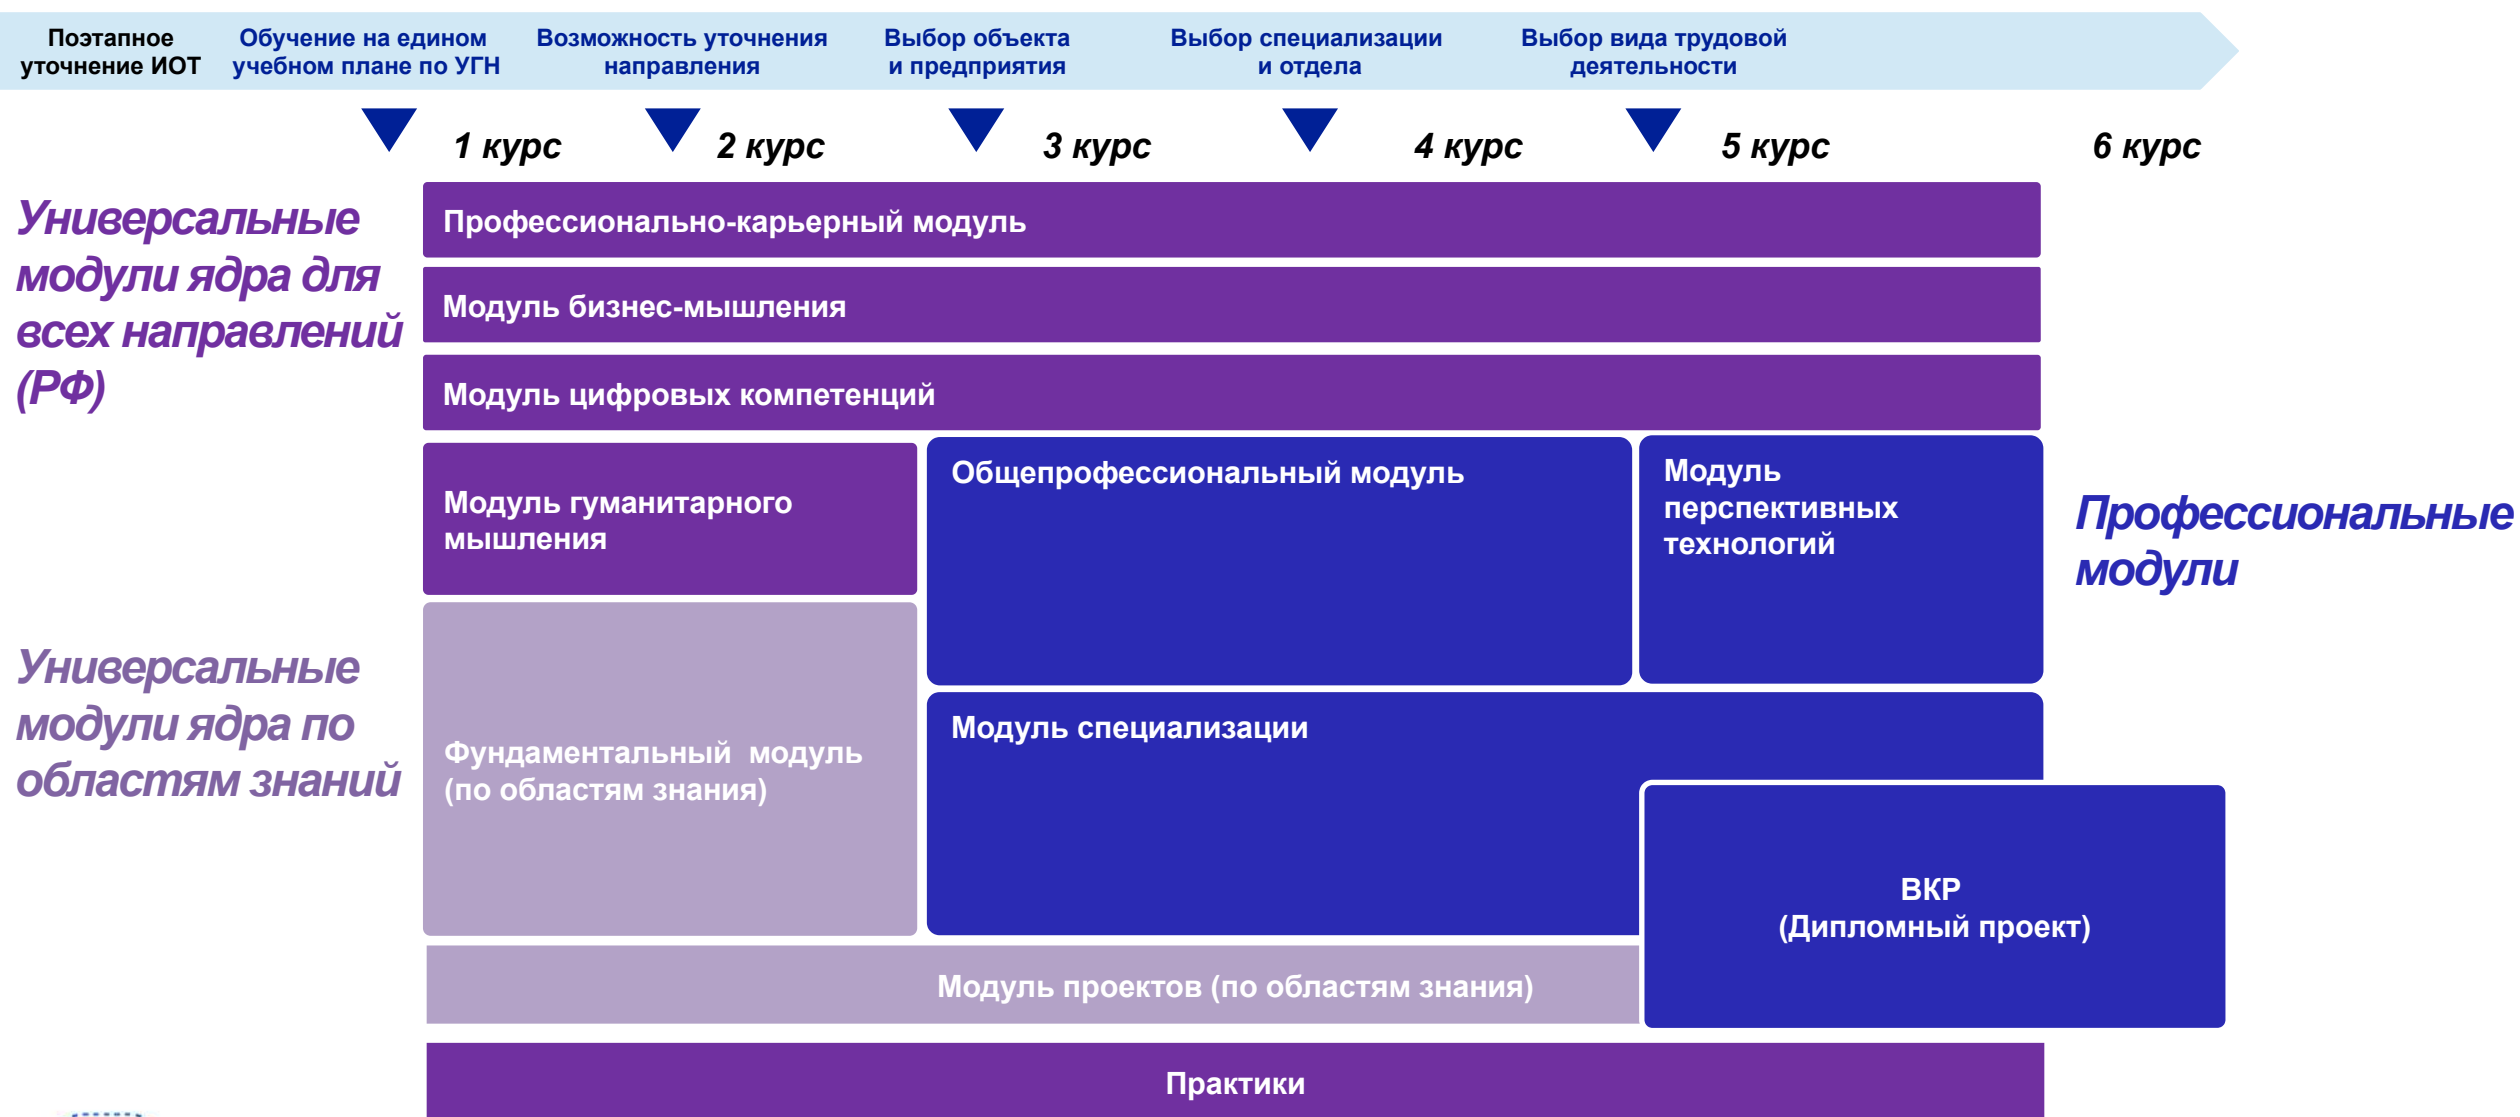 Поэтапное
уточнение ИОТ
Обучение на едином
учебном плане по УГН
Возможность уточнения
направления
Выбор объекта
и предприятия
Выбор специализации
и отдела
Выбор вида трудовой
деятельности
1 курс
2 курс
3 курс
4 курс
5 курс
6 курс
Универсальные
модули ядра для
всех направлений
(РФ)
Профессионально-карьерный модуль
Модуль бизнес-мышления
Модуль цифровых компетенций
Модуль гуманитарного
мышления
Общепрофессиональный модуль
Модуль
перспективных
технологий
Профессиональные
модули
Универсальные
модули ядра по
областям знаний
Фундаментальный модуль
(по областям знания)
Модуль специализации
ВКР
(Дипломный проект)
Модуль проектов (по областям знания)
Практики